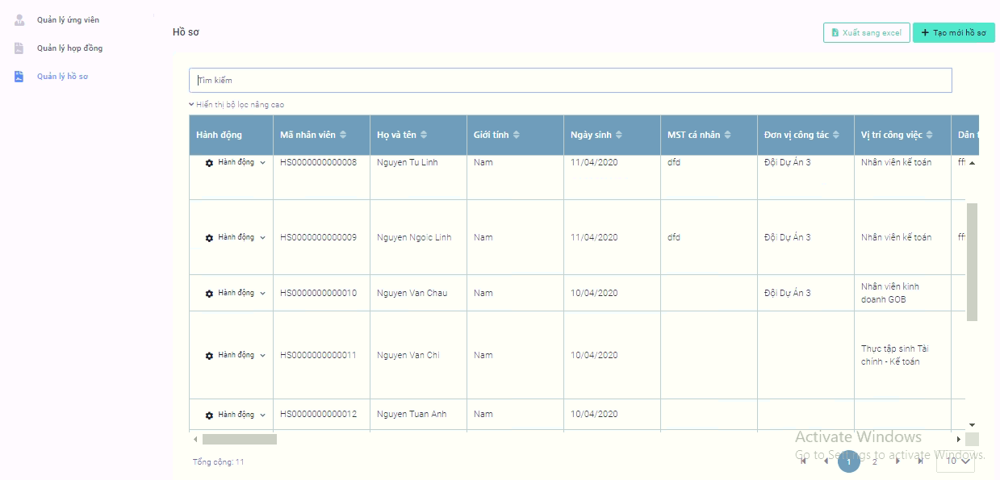 Quản lý ứng viên
Quản lý hợp đồng
Quản lý hồ sơ
Hồ sơ
Xuất sang excel
+ Tạo mới hồ sơ
Tìm kiếm
Hiển thị bộ lọc nâng cao
Hành động Mã nhân viên Họ và tên Giới tính Ngày sinh MST cá nhân Đơn vị công tác Vị trí công việc Dân t
Hành động HS0000000000008 Nguyen Tu Linh Nam 11/04/2020 dfd Đội Dự Án 3 Nhân viên kế toán fff
Hành động HS0000000000009 Nguyen Ngoic Linh Nam 11/04/2020 dfd Đội Dự Án 3 Nhân viên kế toán fff
Hành động HS0000000000010 Nguyen Van Chau Nam 10/04/2020 Đội Dự Án 3 Nhân viên kinh
doanh GOB
Hành động HS0000000000011 Nguyen Van Chi Nam 10/04/2020 Thực tập sinh Tài
chính - Kế toán
Hành động HS0000000000012 Nguyen Tuan Anh Nam 10/04/2020
Activate Windows
Go to Settings to activate Windows.
Tổng cộng: 11
1 2 10